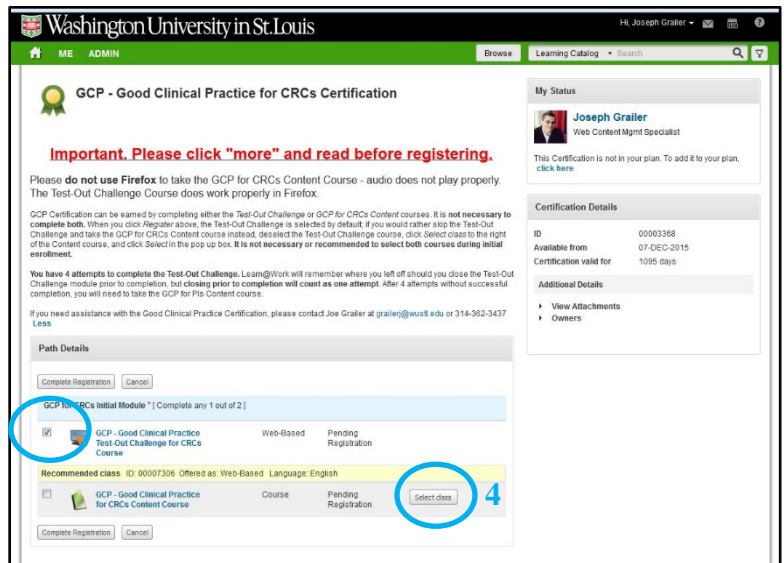 Washington University in St.Louis
Hi, Joseph Grailer
ME ADMIN
Browse
Learning Catalog
Search
GCP - Good Clinical Practice for CRCs Certification
Important. Please click "more" and read before registering.
Please do not use Firefox to take the GCP for CRCs Content Course - audio does not play properly.
The Test-Out Challenge Course does work properly in Firefox.
GCP Certification can be earned by completing either the Test-Out Challenge or GCP for CRCs Content courses. It is not necessary to
complete both. When you click Register above, the Test-Out Challenge is selected by default; if you would rather skip the Test-Out
Challenge and take the GCP for CRCs Content course instead, deselect the Test-Out Challenge course, click Select class to the right
of the Content course, and click Select in the pop up box. It is not necessary or recommended to select both courses during initial
enrollment.
You have 4 attempts to complete the Test-Out Challenge. Learn@Work will remember where you left off should you close the Test-Out
Challenge module prior to completion, but closing prior to completion will count as one attempt. After 4 attempts without successful
completion, you will need to take the GCP for PIs Content course.
If you need assistance with the Good Clinical Practice Certification, please contact Joe Grailer at grailerj@wustl.edu or 314-362-3437
Less
Path Details
Complete Registration Cancel
GCP for CRCs Initial Module * [ Complete any 1 out of 2 ]
GCP - Good Clinical Practice
Test-Out Challenge for CRCs
Course
Web-Based
Pending
Registration
Recommended class ID: 00007306 Offered as: Web-Based Language: English
GCP - Good Clinical Practice
for CRCs Content Course
Course
Pending
Registration
Select class
4
Complete Registration Cancel
My Status
Joseph Grailer
Web Content Mgmt Specialist
This Certification is not in your plan. To add it to your plan,
click here
Certification Details
ID 00003368
Available from 07-DEC-2015
Certification valid for 1095 days
Additional Details
View Attachments
Owners